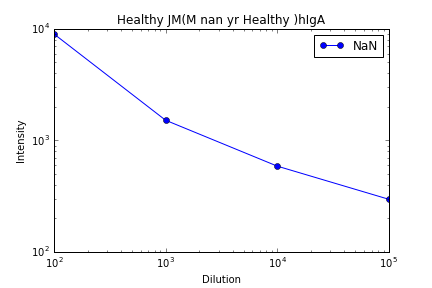 Healthy JM(M nan yr Healthy )hIgA
NaN
10^4
10^3
10^2
Intensity
10^2 10^3 10^4 10^5
Dilution